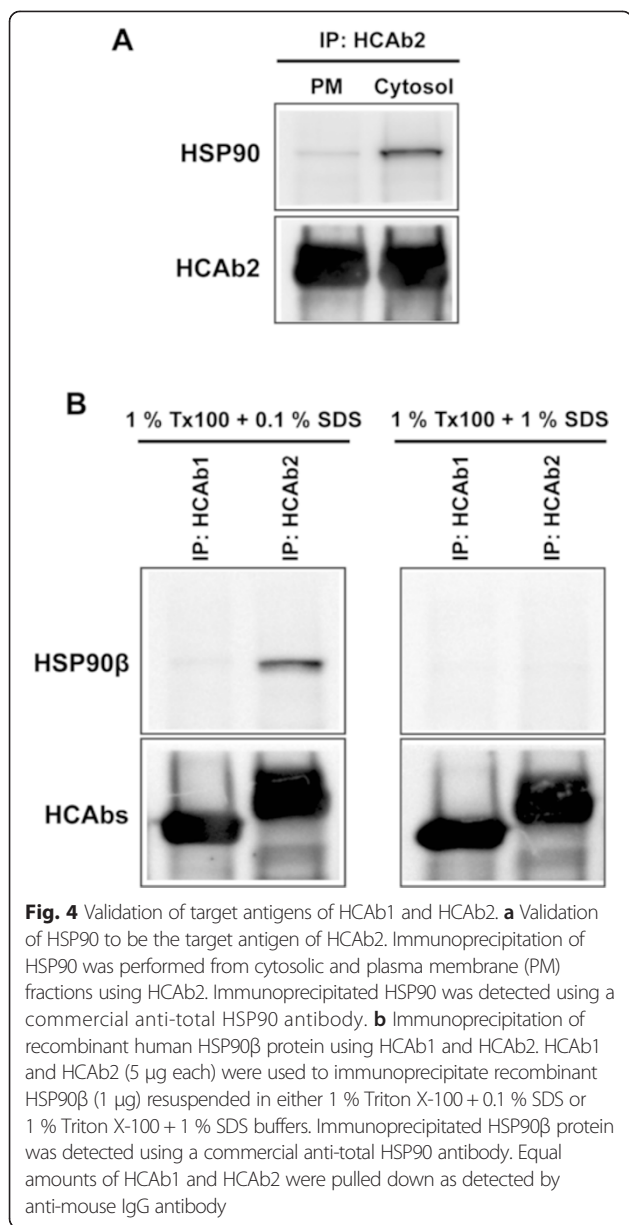 A
IP: HCAb2
PM Cytosol
HSP90
HCAb2
B
1 % Tx100 + 0.1 % SDS
1 % Tx100 + 1 % SDS
IP: HCAb1
IP: HCAb2
IP: HCAb1
IP: HCAb2
HSP90β
HCAbs
Fig. 4 Validation of target antigens of HCAb1 and HCAb2. a Validation
of HSP90 to be the target antigen of HCAb2. Immunoprecipitation of
HSP90 was performed from cytosolic and plasma membrane (PM)
fractions using HCAb2. Immunoprecipitated HSP90 was detected using a
commercial anti-total HSP90 antibody. b Immunoprecipitation of
recombinant human HSP90β protein using HCAb1 and HCAb2. HCAb1
and HCAb2 (5 μg each) were used to immunoprecipitate recombinant
HSP90β (1 μg) resuspended in either 1 % Triton X-100 + 0.1 % SDS or
1 % Triton X-100 + 1 % SDS buffers. Immunoprecipitated HSP90β protein
was detected using a commercial anti-total HSP90 antibody. Equal
amounts of HCAb1 and HCAb2 were pulled down as detected by
anti-mouse IgG antibody